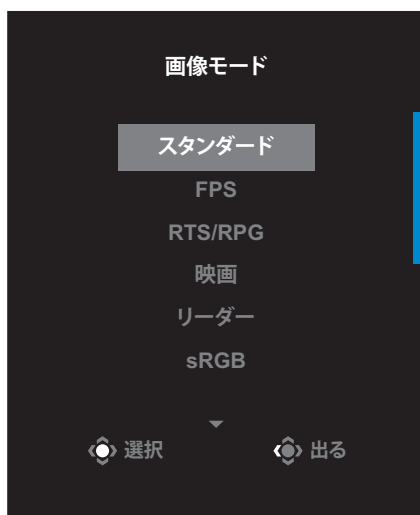 画像モード
スタンダード
FPS
RTS/RPG
映画
リーダー
sRGB
選択 出る